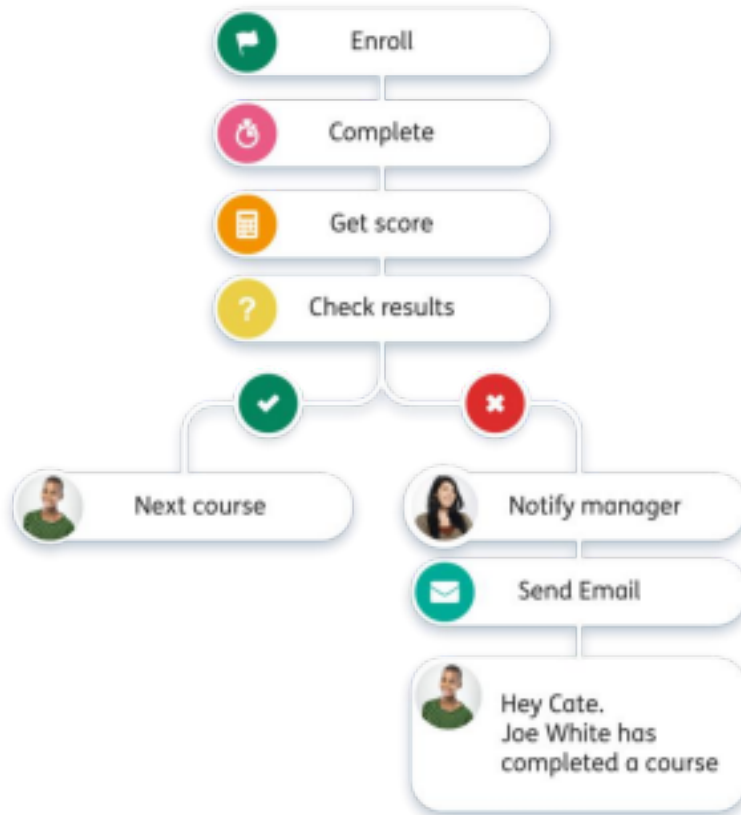 Enroll
Complete
Get score
?
Check results
Next course
Notify manager
Send Email
Hey Cate.
Joe White has
completed a course